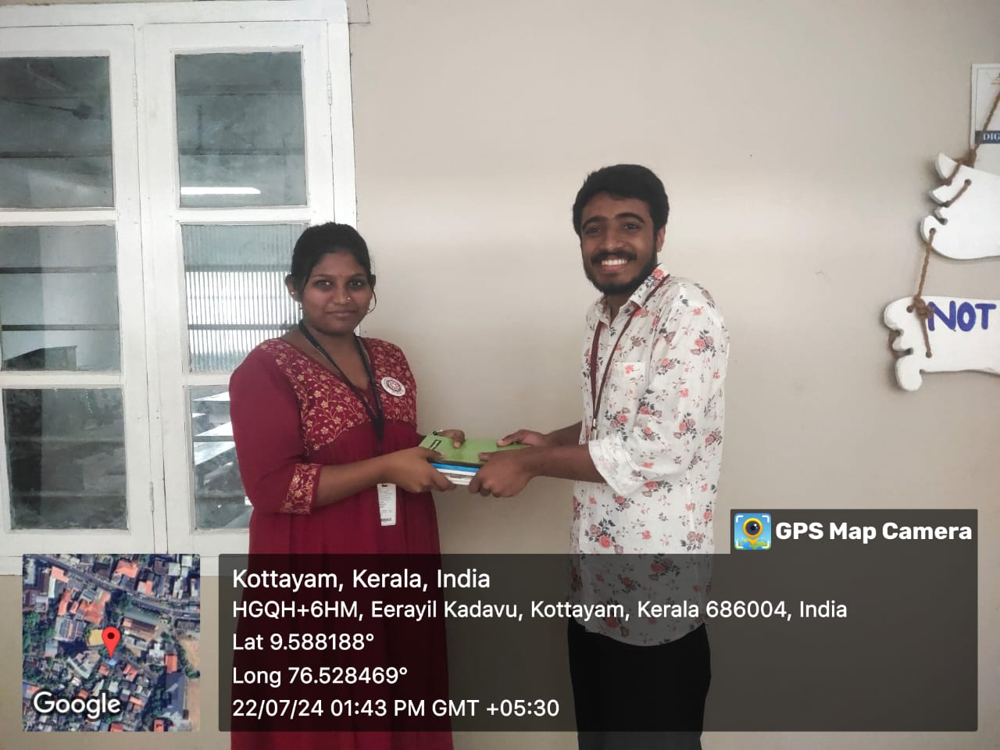 DIG
NOT
GPS Map Camera
Kottayam, Kerala, India
HGQH+6HM, Eerayil Kadavu, Kottayam, Kerala 686004, India
Lat 9.588188°
Long 76.528469°
22/07/24 01:43 PM GMT +05:30
Google